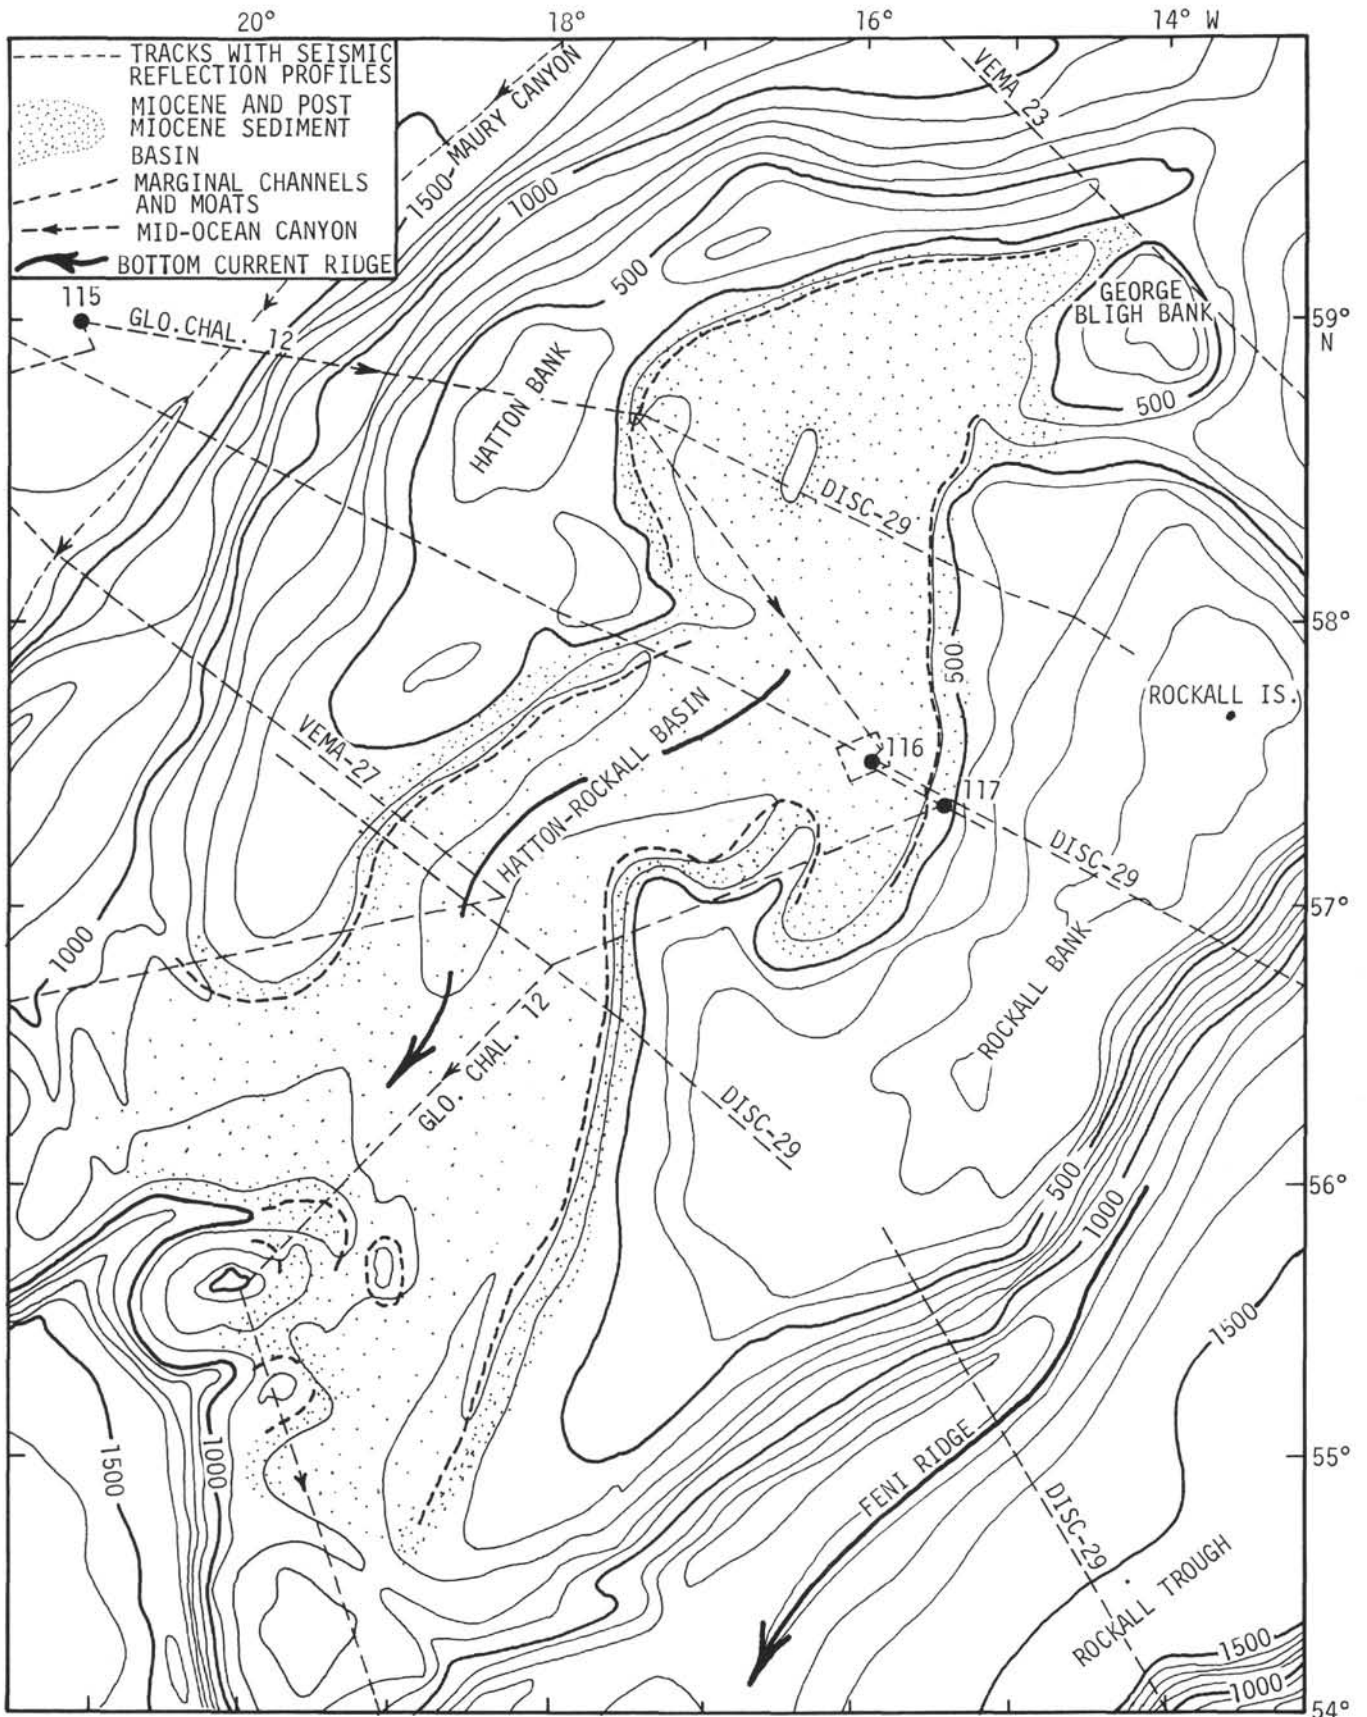 20° 18° 16° 14° W
TRACKS WITH SEISMIC
REFLECTION PROFILES
MIOCENE AND POST
MIOCENE SEDIMENT
BASIN
MARGINAL CHANNELS
AND MOATS
MID-OCEAN CANYON
BOTTOM CURRENT RIDGE
MAURY CANYON
1500
1000
500
VEMA 23
GEORGE
BLIGH BANK
500
59°
N
115
GLO.CHAL. 12
HATTON BANK
DISC-29
58°
500
ROCKALL IS.
VEMA-27
HATTON-ROCKALL BASIN
116
117
DISC-29
57°
1000
ROCKALL BANK
GLO. CHAL. 12
DISC-29
56°
500
1000
1500
1500
1000
55°
FENI RIDGE
DISC-29
ROCKALL TROUGH
1500
1000
54°